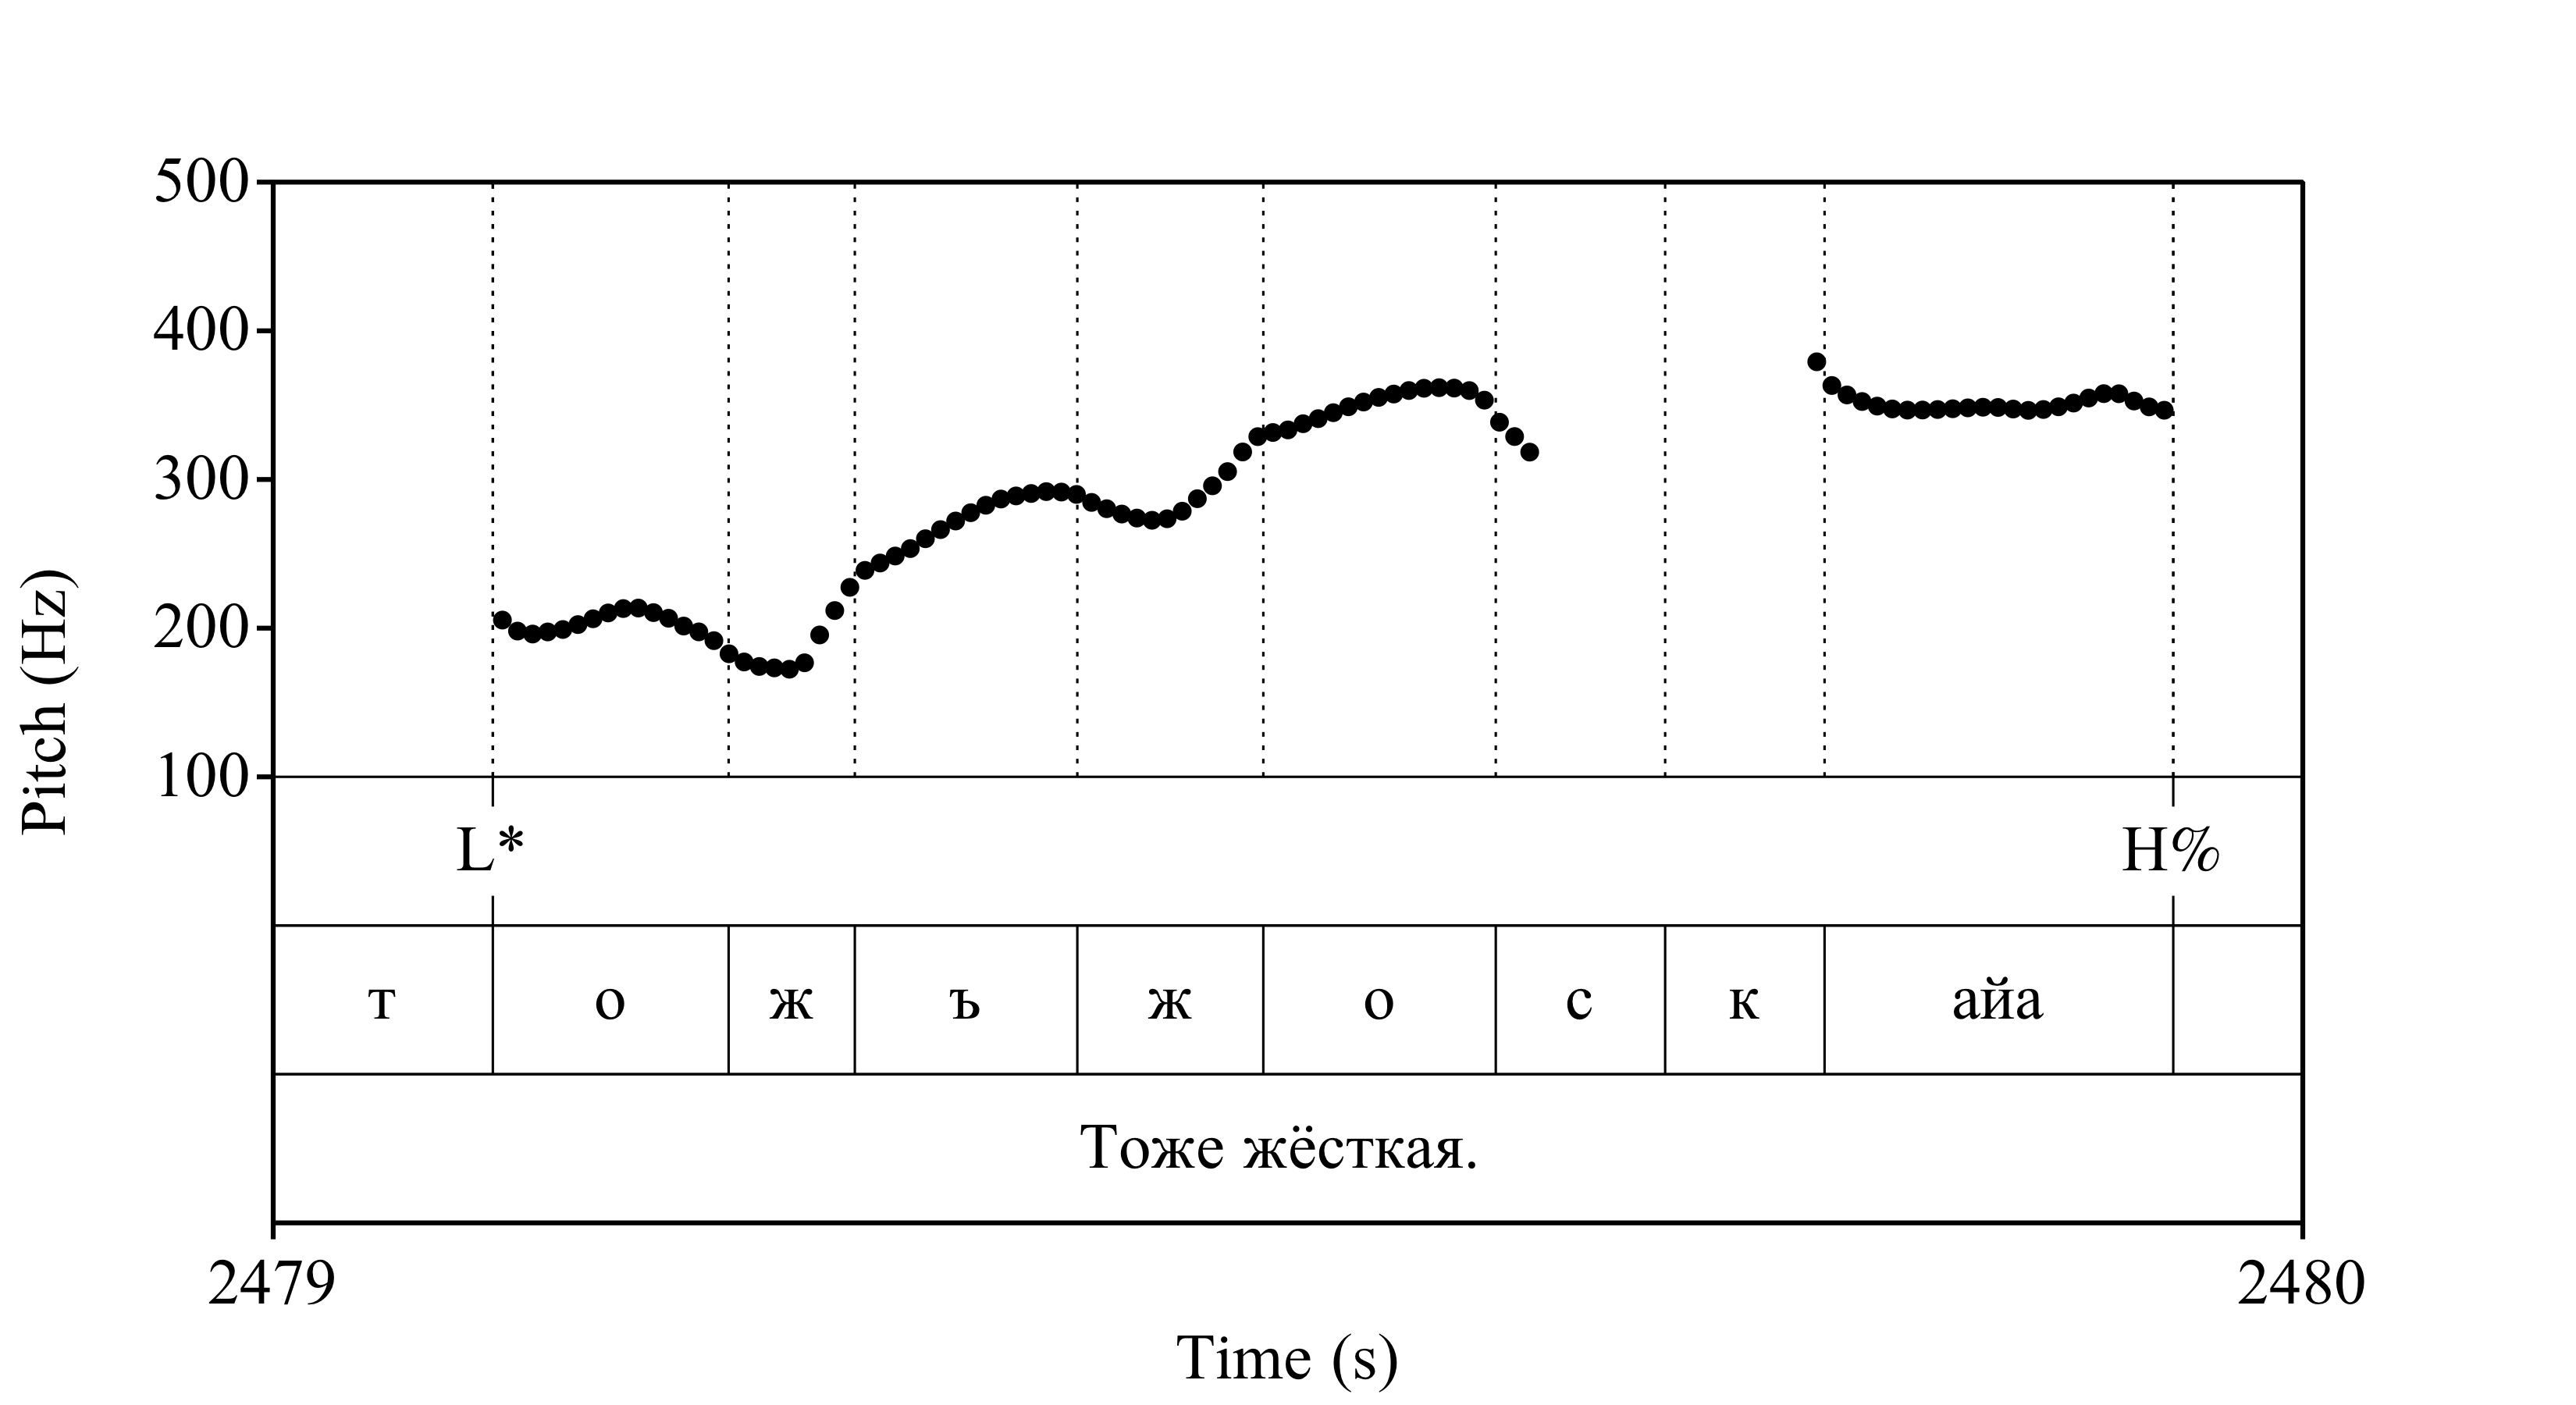 500
400
300
200
100
Pitch (Hz)
L* H%
т о ж ъ ж о с к айа
Тоже жёсткая.
2479 2480
Time (s)